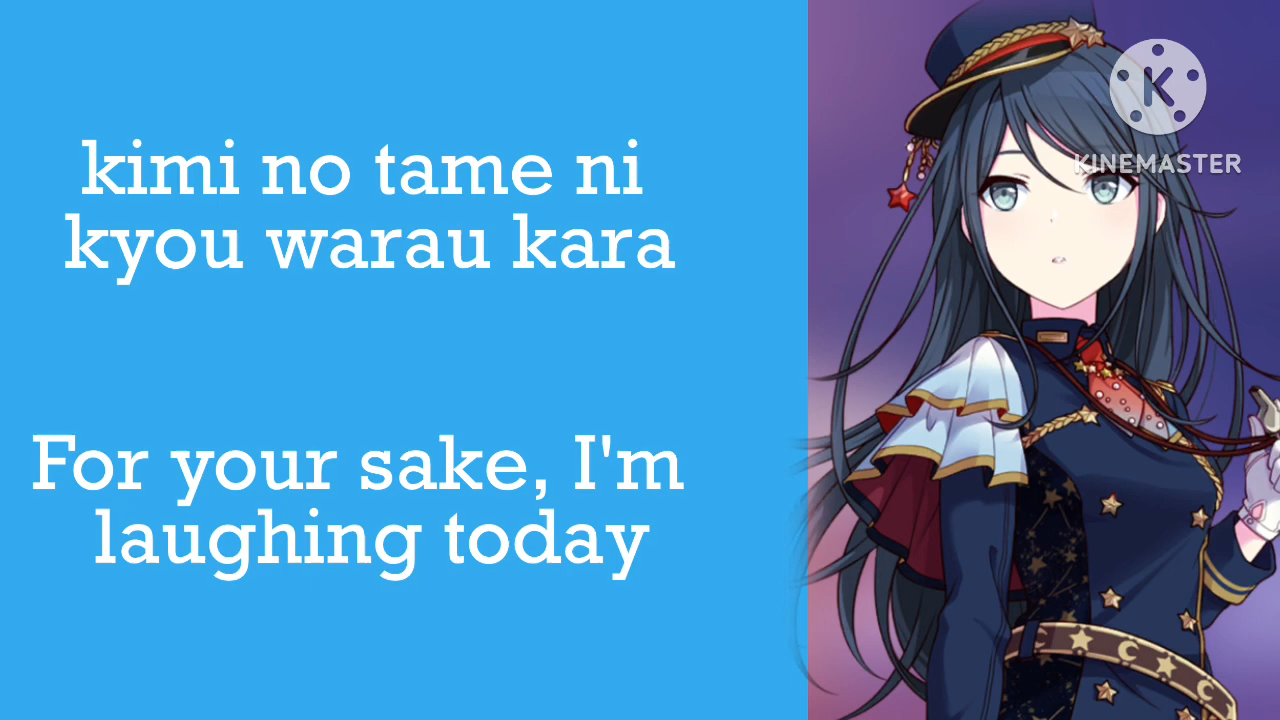 kimi no tame ni
kyou warau kara
For your sake, I'm
laughing today
K
KINEMASTER